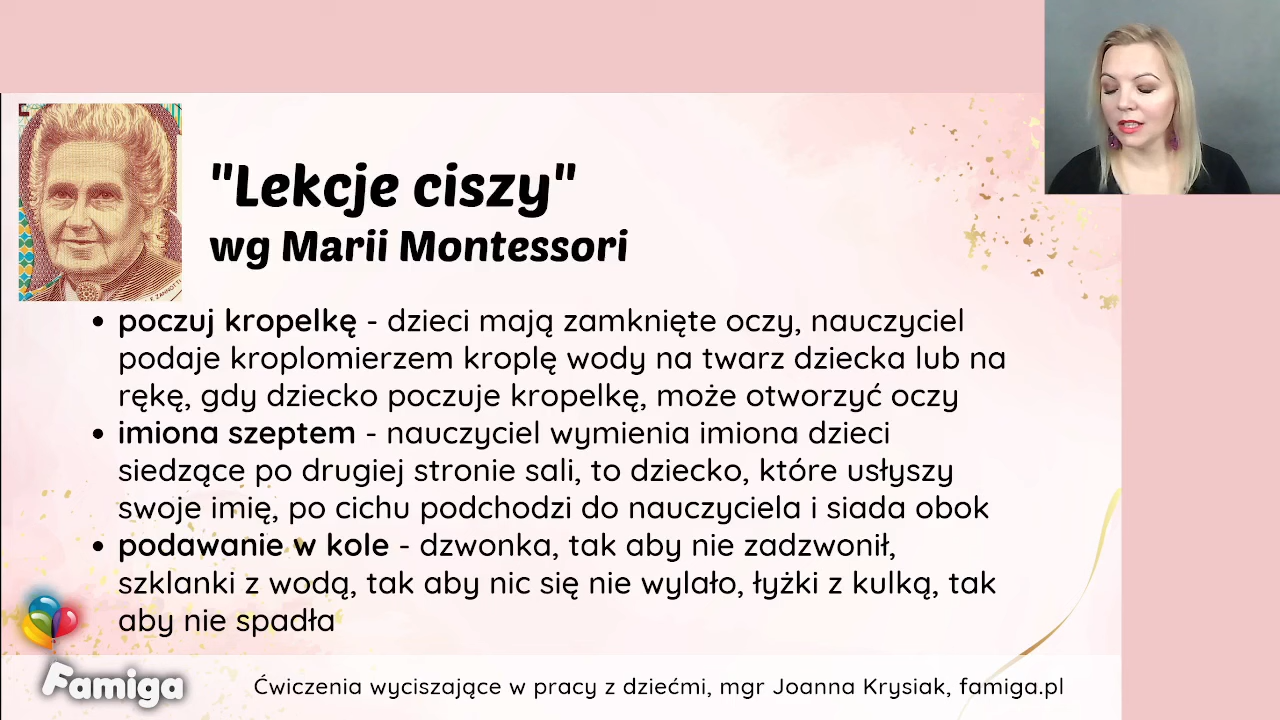 "Lekcje ciszy"
wg Marii Montessori
• poczuj kropelkę - dzieci mają zamknięte oczy, nauczyciel
podaje kroplomierzem kroplę wody na twarz dziecka lub na
rękę, gdy dziecko poczuje kropelkę, może otworzyć oczy
• imiona szeptem - nauczyciel wymienia imiona dzieci
siedzące po drugiej stronie sali, to dziecko, które usłyszy
swoje imię, po cichu podchodzi do nauczyciela i siada obok
• podawanie w kole - dzwonka, tak aby nie zadzwonił,
szklanki z wodą, tak aby nic się nie wylało, łyżki z kulką, tak
aby nie spadła
Famiga
Ćwiczenia wyciszające w pracy z dziećmi, mgr Joanna Krysiak, famiga.pl